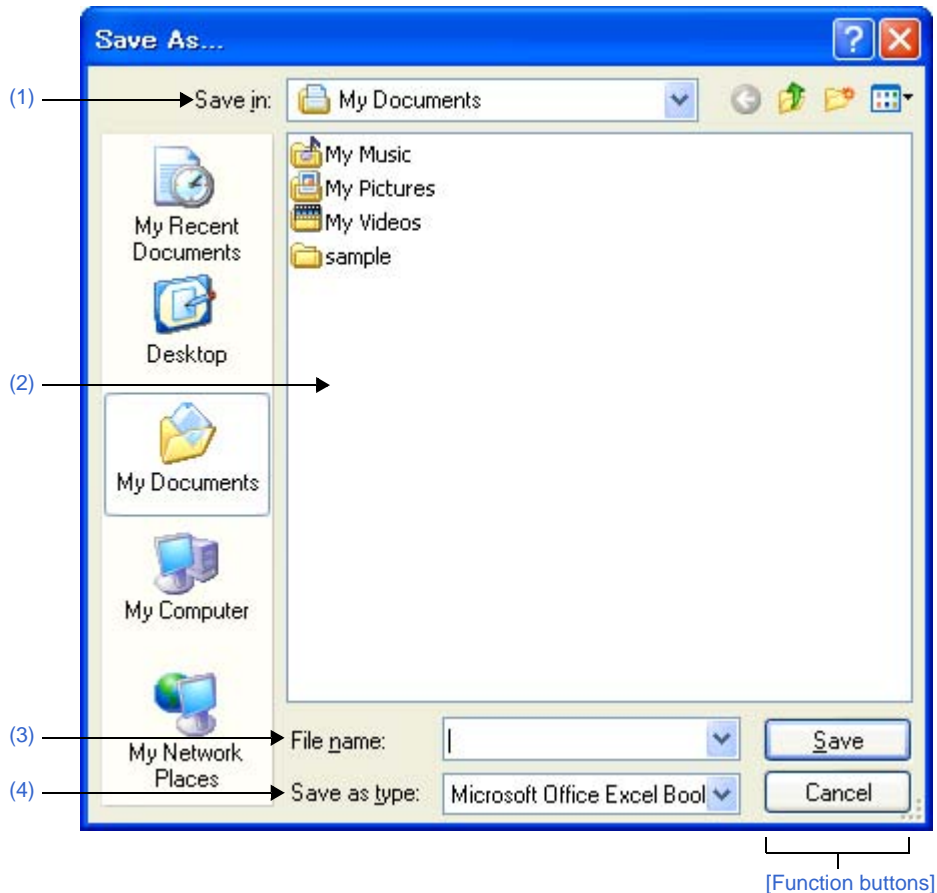 Save As...
(1)
Save in:
My Documents
My Music
My Pictures
My Videos
sample
My Recent
Documents
Desktop
(2)
My Documents
My Computer
My Network
Places
(3)
File name:
Save
(4)
Save as type:
Microsoft Office Excel Bool
Cancel
[Function buttons]